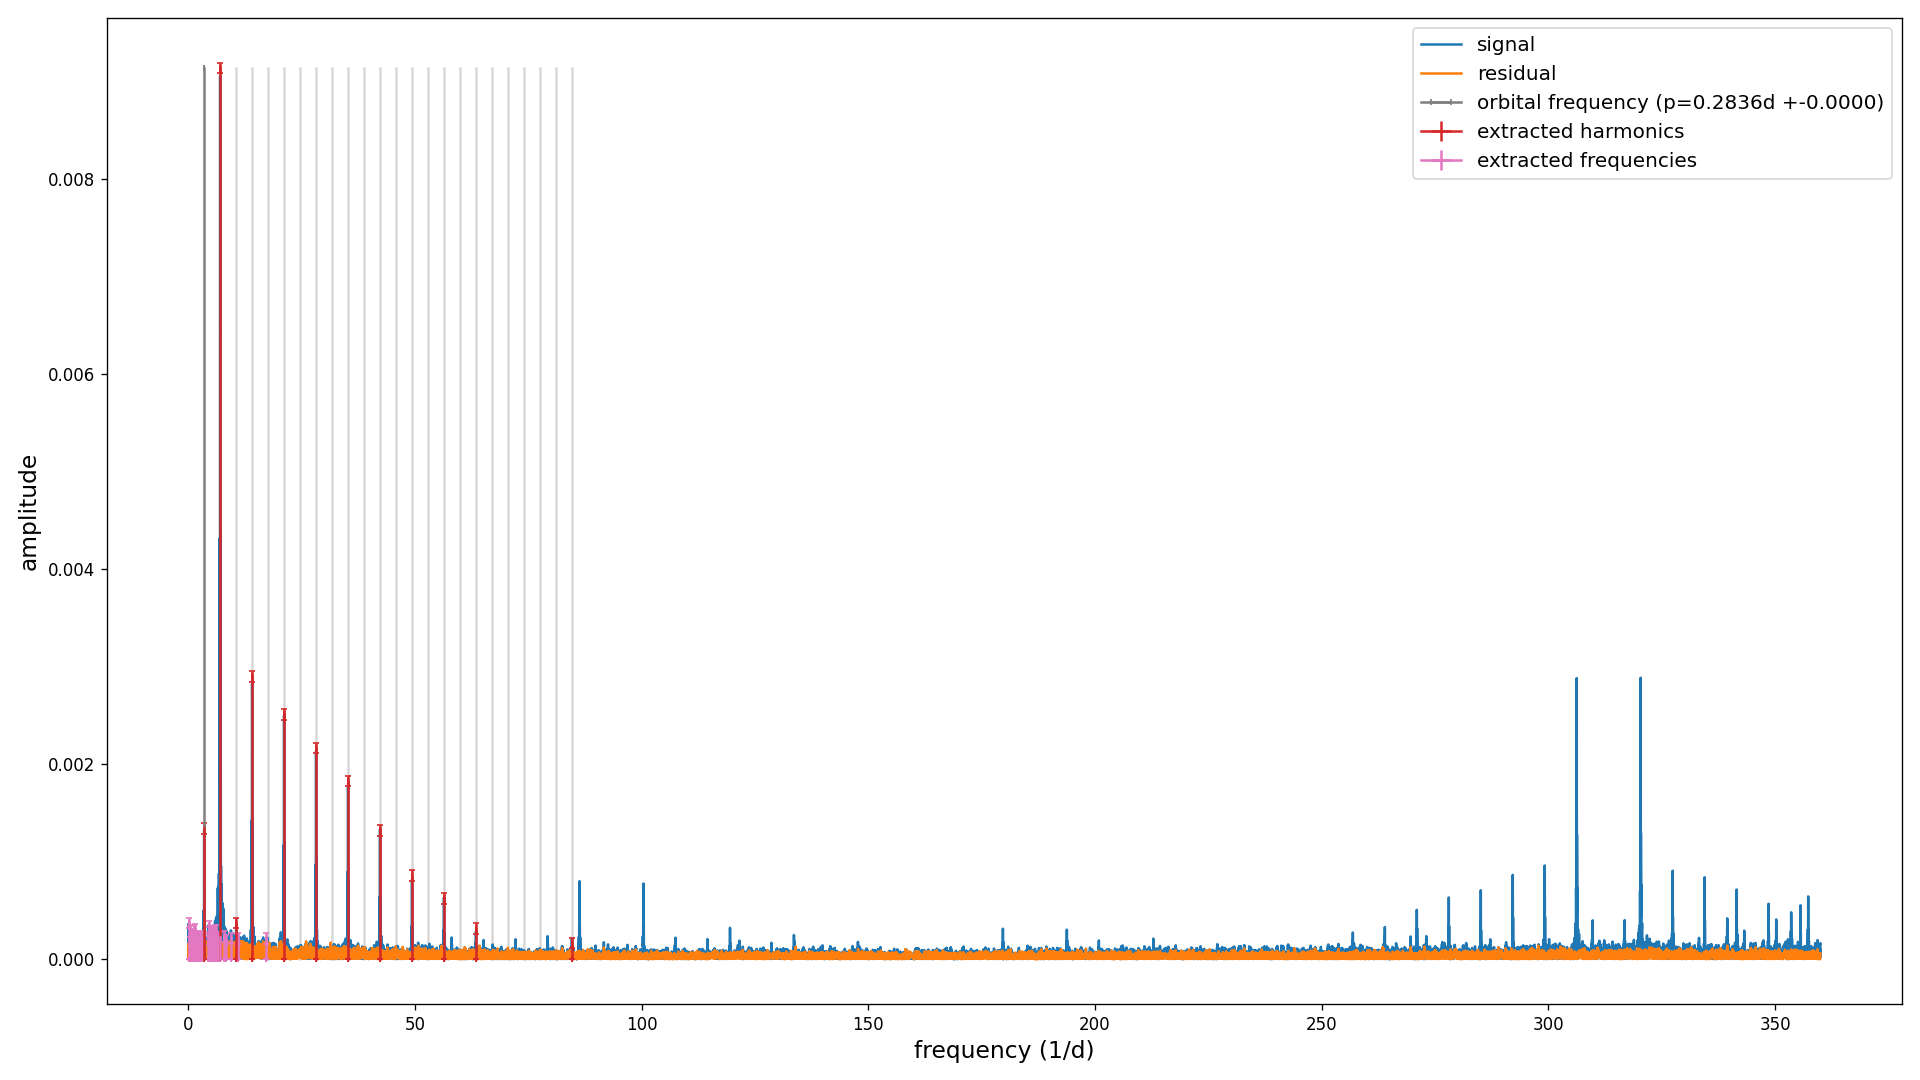 signal
residual
orbital frequency (p=0.2836d +-0.0000)
extracted harmonics
extracted frequencies
0.008
0.006
0.004
0.002
0.000
amplitude
0 50 100 150 200 250 300 350
frequency (1/d)